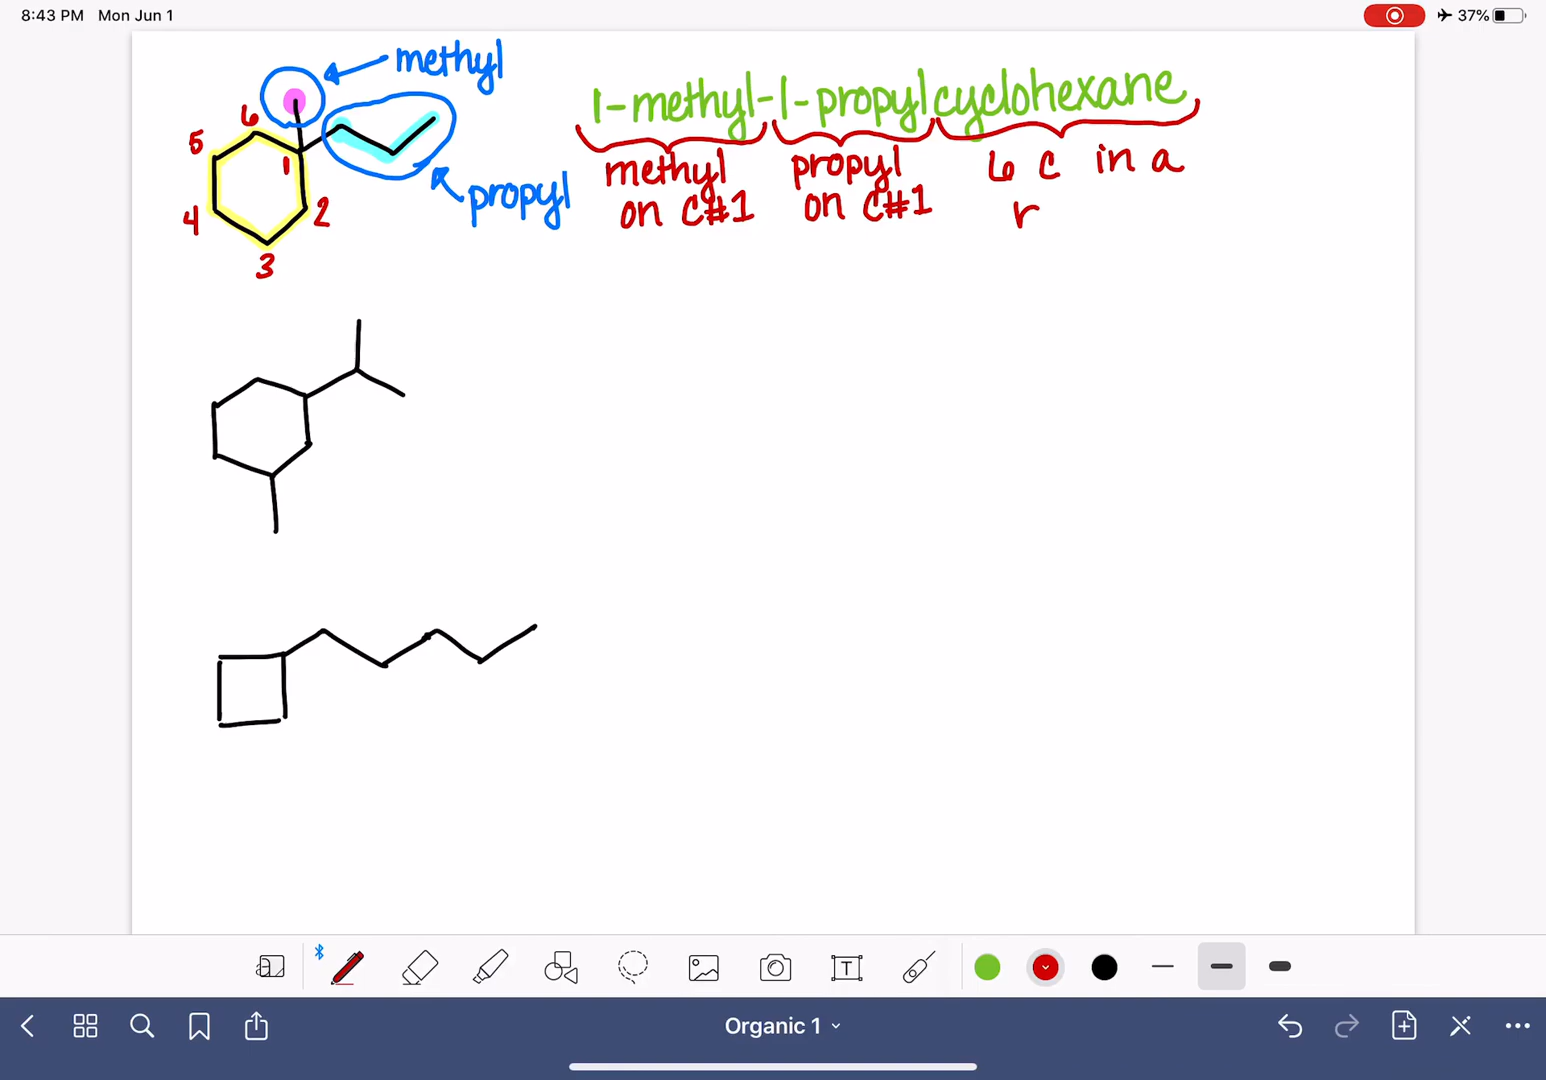 8:43 PM Mon Jun 1
37%
methyl
1-methyl-1-propylcyclohexane
6
5
1
4
2
3
propyl
methyl on C#1
propyl on C#1
6 C in a r
Organic 1